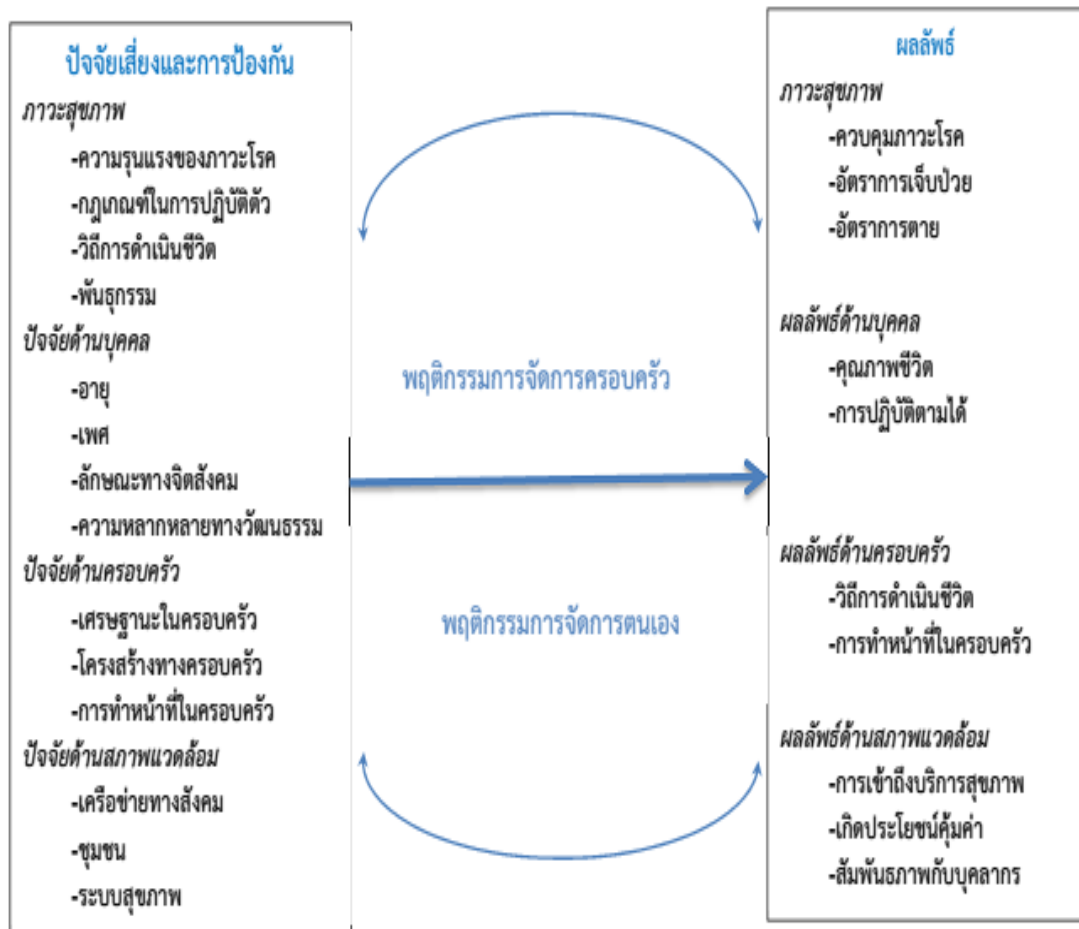 ปัจจัยเสี่ยงและการป้องกัน
ภาวะสุขภาพ
-ความรุนแรงของภาวะโรค
-กฎเกณฑ์ในการปฏิบัติตัว
-วิถีการดำเนินชีวิต
-พันธุกรรม
ปัจจัยด้านบุคคล
-อายุ
-เพศ
-ลักษณะทางจิตสังคม
-ความหลากหลายทางวัฒนธรรม
ปัจจัยด้านครอบครัว
-เศรษฐานะในครอบครัว
-โครงสร้างทางครอบครัว
-การทำหน้าที่ในครอบครัว
ปัจจัยด้านสภาพแวดล้อม
-เครือข่ายทางสังคม
-ชุมชน
-ระบบสุขภาพ
พฤติกรรมการจัดการครอบครัว
พฤติกรรมการจัดการตนเอง
ผลลัพธ์
ภาวะสุขภาพ
-ควบคุมภาวะโรค
-อัตราการเจ็บป่วย
-อัตราการตาย
ผลลัพธ์ด้านบุคคล
-คุณภาพชีวิต
-การปฏิบัติตามได้
ผลลัพธ์ด้านครอบครัว
-วิถีการดำเนินชีวิต
-การทำหน้าที่ในครอบครัว
ผลลัพธ์ด้านสภาพแวดล้อม
-การเข้าถึงบริการสุขภาพ
-เกิดประโยชน์คุ้มค่า
-สัมพันธภาพกับบุคลากร